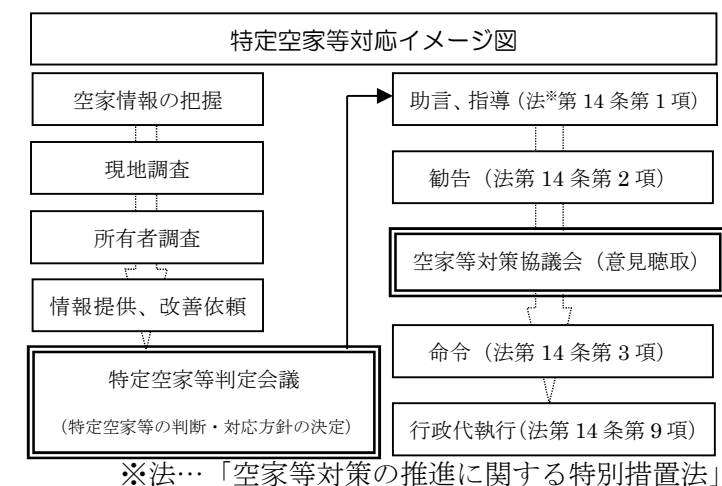 特定空家等対応イメージ図
空家情報の把握
現地調査
所有者調査
情報提供、改善依頼
特定空家等判定会議
（特定空家等の判断・対応方針の決定）
助言、指導（法※第14条第1項）
勧告（法第14条第2項）
空家等対策協議会（意見聴取）
命令（法第14条第3項）
行政代執行（法第14条第9項）
※法…「空家等対策の推進に関する特別措置法」